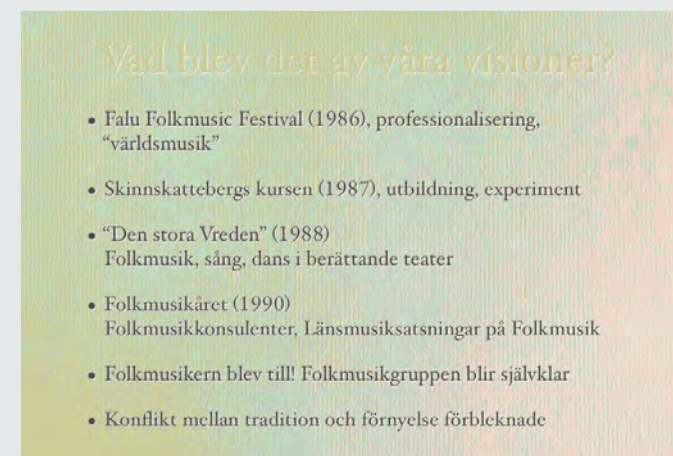 Vad blev det av våra visioner?
• Falu Folkmusic Festival (1986), professionalisering,
“världsmusik”
• Skinnskattebergs kursen (1987), utbildning, experiment
• “Den stora Vreden” (1988)
Folkmusik, sång, dans i berättande teater
• Folkmusikåret (1990)
Folkmusikkonsulenter, Länsmusiksatsningar på Folkmusik
• Folkmusikern blev till! Folkmusikgruppen blir självklar
• Konflikt mellan tradition och förnyelse förbleknade